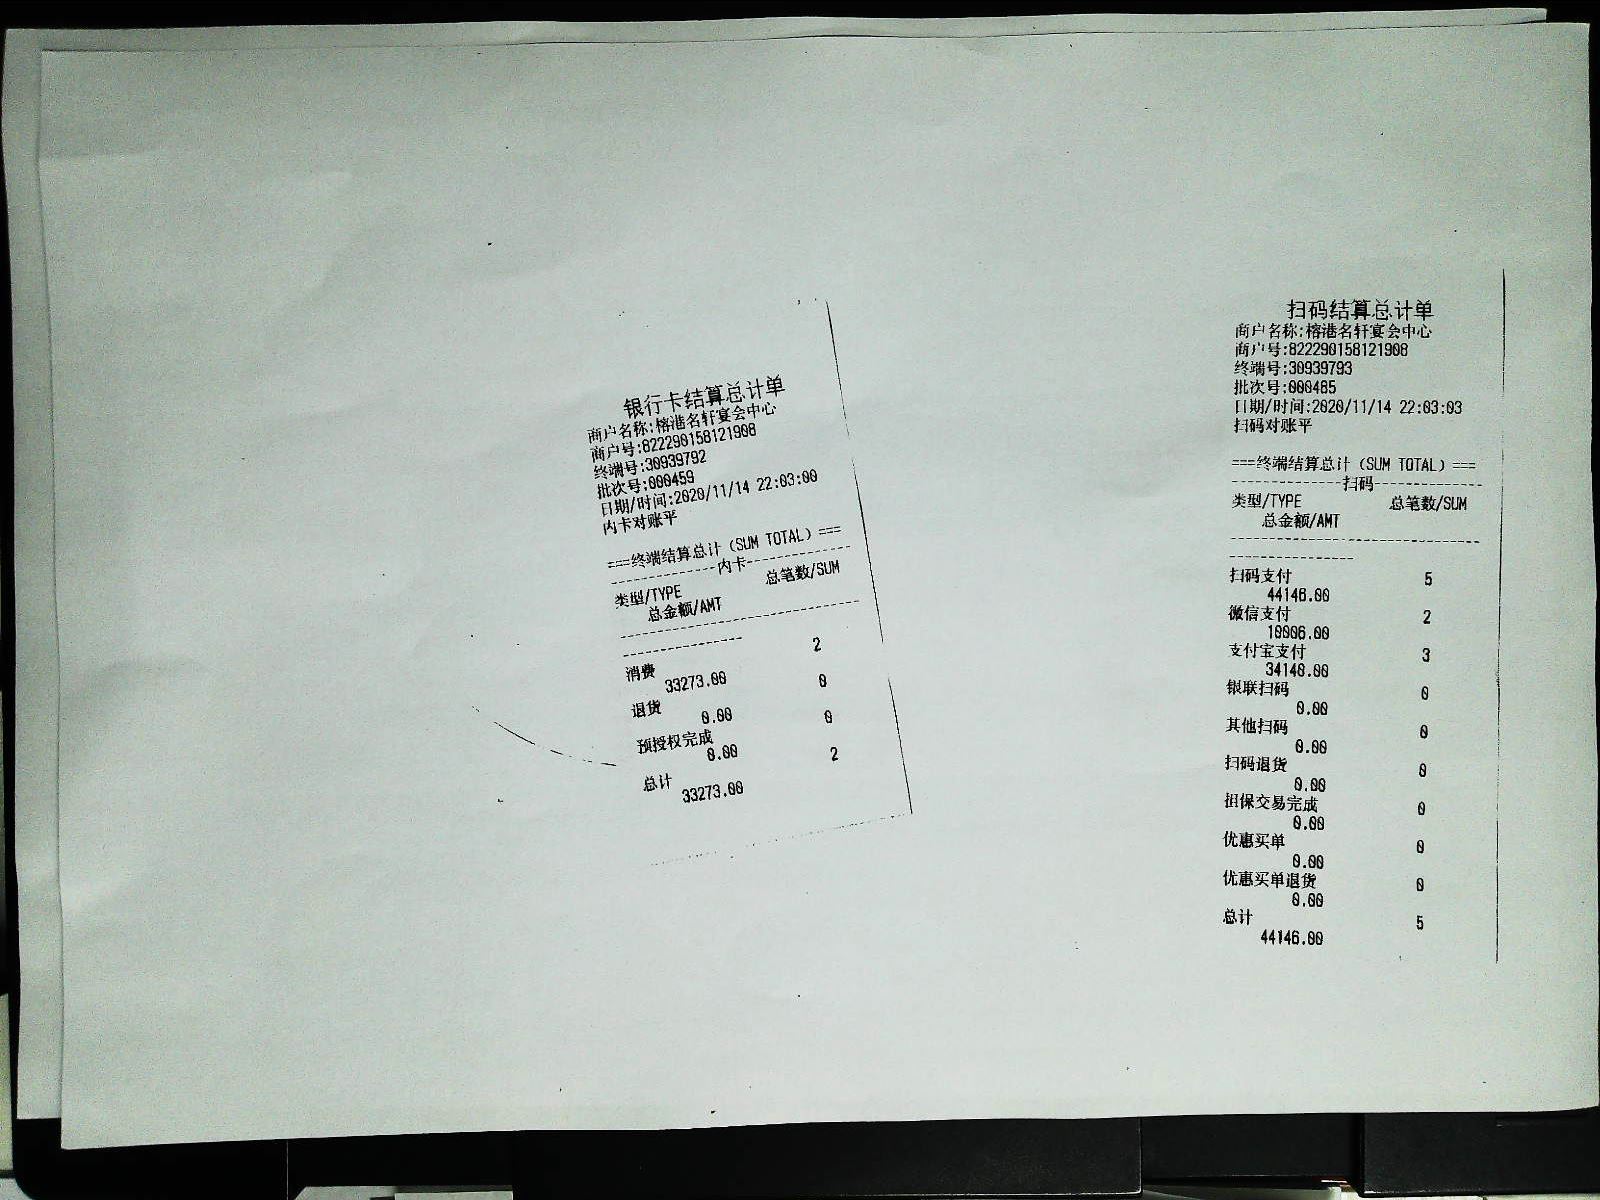 银行卡结算总计单
商户名称:榕港名轩宴会中心
商户号:822290158121908
终端号:30939792
批次号:000459
日期/时间:2020/11/14 22:03:00
内卡对账平
===终端结算总计(SUM TOTAL)===
---------------内卡---------------
类型/TYPE 总笔数/SUM
总金额/AMT
----------------------------------
-----------------
消费 2
33273.00
退货 0
0.00
预授权完成 0
0.00
总计 2
33273.00
扫码结算总计单
商户名称:榕港名轩宴会中心
商户号:822290158121908
终端号:30939793
批次号:000485
日期/时间:2020/11/14 22:03:03
扫码对账平
===终端结算总计(SUM TOTAL)===
---------------扫码---------------
类型/TYPE 总笔数/SUM
总金额/AMT
----------------------------------
-----------------
扫码支付 5
44146.00
微信支付 2
10006.00
支付宝支付 3
34140.00
银联扫码 0
0.00
其他扫码 0
0.00
扫码退货 0
0.00
担保交易完成 0
0.00
优惠买单 0
0.00
优惠买单退货 0
0.00
总计 5
44146.00